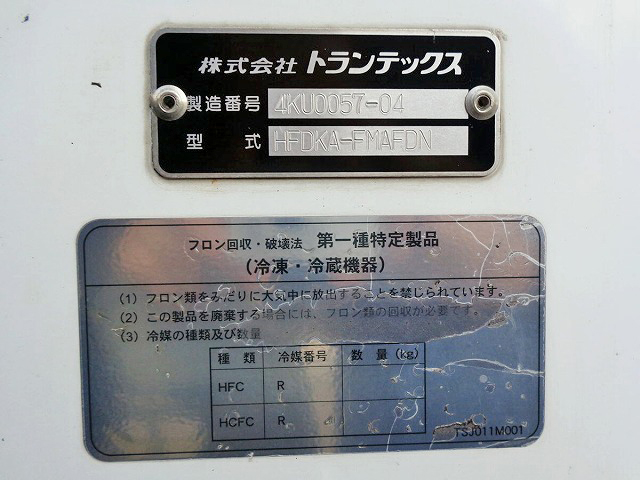 株式会社 トランテックス
製造番号 4KU0057-04
型式 HFDKA-FMAFDN
フロン回収・破壊法 第一種特定製品
(冷凍・冷蔵機器)
(1) フロン類をみだりに大気中に放出することを禁じられています。
(2) この製品を廃棄する場合には、フロン類の回収が必要です。
(3) 冷媒の種類及び数量
種類 冷媒番号 数量(kg)
HFC R
HCFC R
TSJ011M001